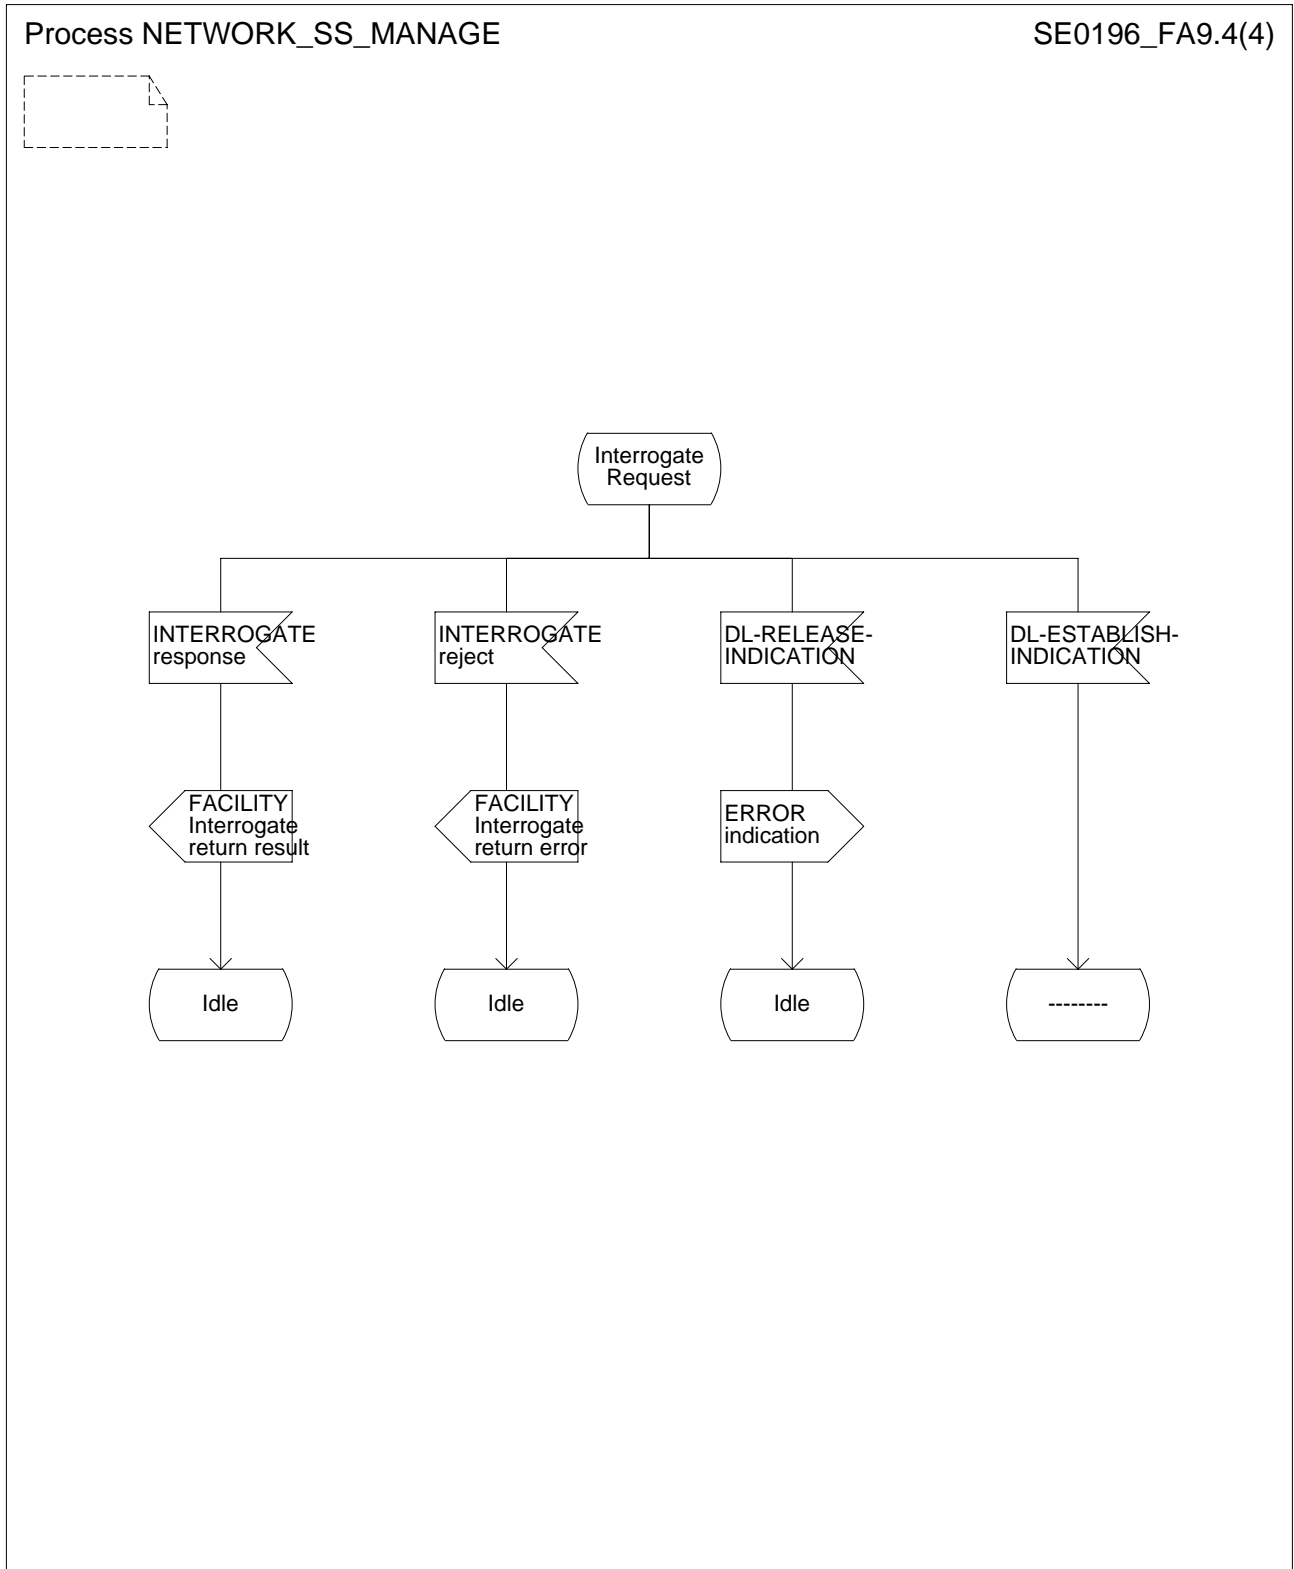 Process NETWORK_SS_MANAGE
SE0196_FA9.4(4)
Interrogate
Request
INTERROGATE
response
INTERROGATE
reject
DL-RELEASE-
INDICATION
DL-ESTABLISH-
INDICATION
FACILITY
Interrogate
return result
FACILITY
Interrogate
return error
ERROR
indication
Idle
Idle
Idle
--------